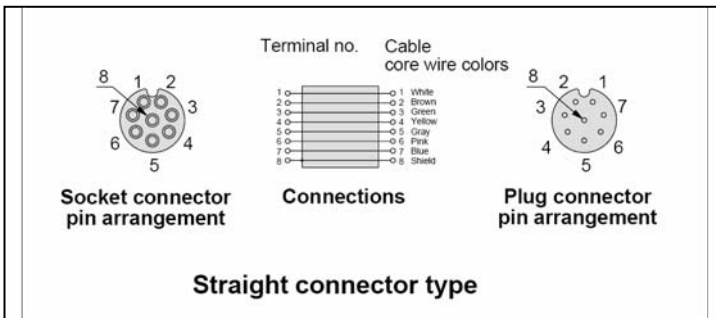 Terminal no.
Cable
core wire colors
8 1 2
7 3
6 4
5
1 1 White
2 2 Brown
3 3 Green
4 4 Yellow
5 5 Gray
6 6 Pink
7 7 Blue
8 8 Shield
8 2 1
3 7
4 6
5
Socket connector
pin arrangement
Connections
Plug connector
pin arrangement
Straight connector type